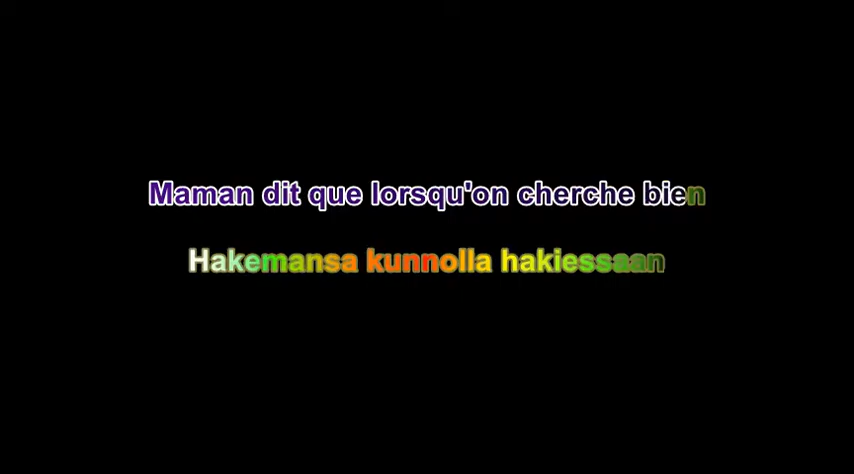 Maman dit que lorsqu'on cherche bien
Hakemansa kunnolla hakiessaan